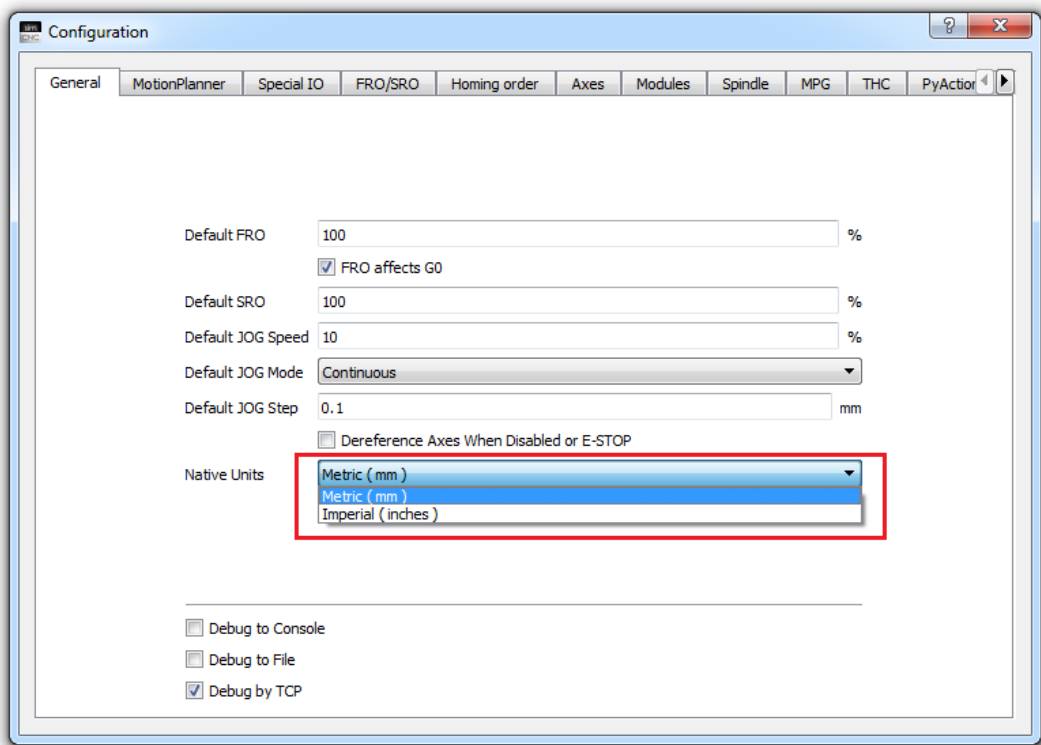 Configuration
General MotionPlanner Special IO FRO/SRO Homing order Axes Modules Spindle MPG THC PyAction
Default FRO 100 %
FRO affects G0
Default SRO 100 %
Default JOG Speed 10 %
Default JOG Mode Continuous
Default JOG Step 0.1 mm
Dereference Axes When Disabled or E-STOP
Native Units Metric ( mm )
Metric ( mm )
Imperial ( inches )
Debug to Console
Debug to File
Debug by TCP